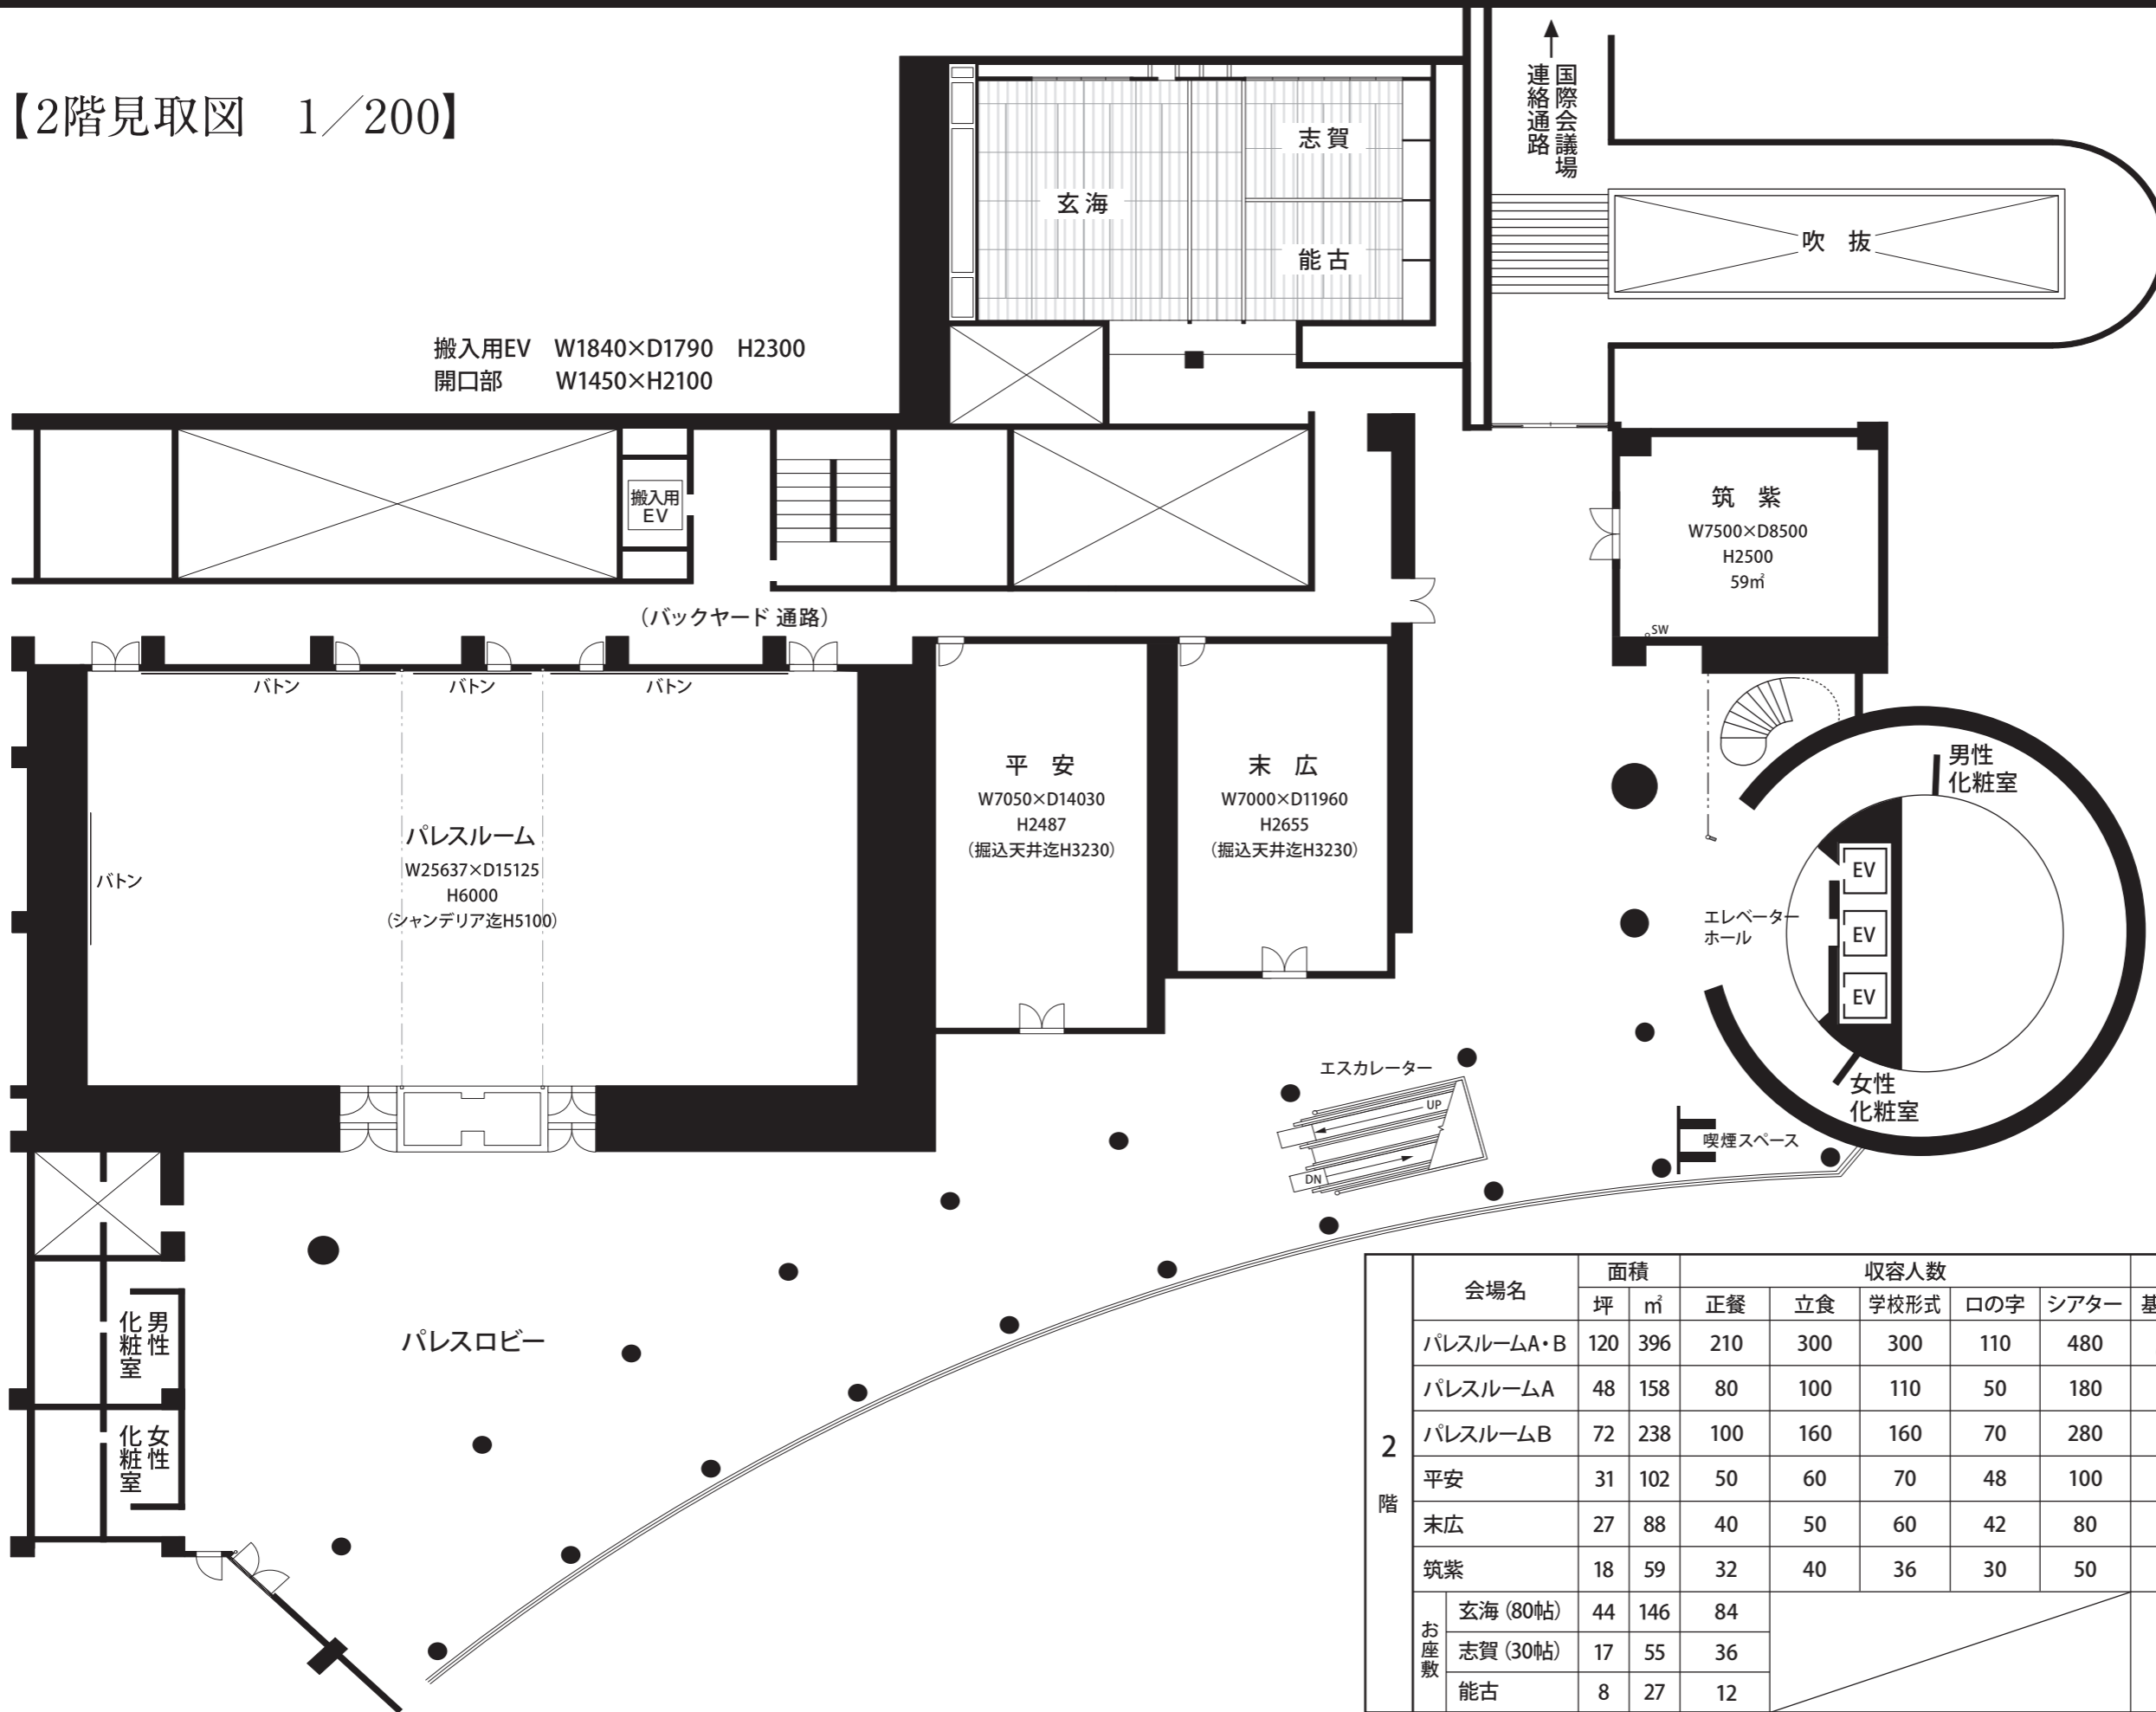 【2階見取図　1／200】
国際会議場
連絡通路
志賀
玄海
能古
吹　抜
搬入用EV　W1840×D1790　H2300
開口部　W1450×H2100
搬入用
EV
筑　紫
W7500×D8500
H2500
59㎡
SW
（バックヤード 通路）
バトン
バトン
バトン
バトン
パレスルーム
W25637×D15125
H6000
（シャンデリア迄H5100）
平　安
W7050×D14030
H2487
（掘込天井迄H3230）
末　広
W7000×D11960
H2655
（掘込天井迄H3230）
男性
化粧室
EV
EV
EV
エレベーター
ホール
女性
化粧室
喫煙スペース
エスカレーター
UP
DN
男性
化粧室
女性
化粧室
パレスロビー
2階
会場名 面積 収容人数
坪 ㎡ 正餐 立食 学校形式 ロの字 シアター 基
パレスルームA・B 120 396 210 300 300 110 480
パレスルームA 48 158 80 100 110 50 180
パレスルームB 72 238 100 160 160 70 280
平安 31 102 50 60 70 48 100
末広 27 88 40 50 60 42 80
筑紫 18 59 32 40 36 30 50
お座敷
玄海（80帖） 44 146 84
志賀（30帖） 17 55 36
能古 8 27 12